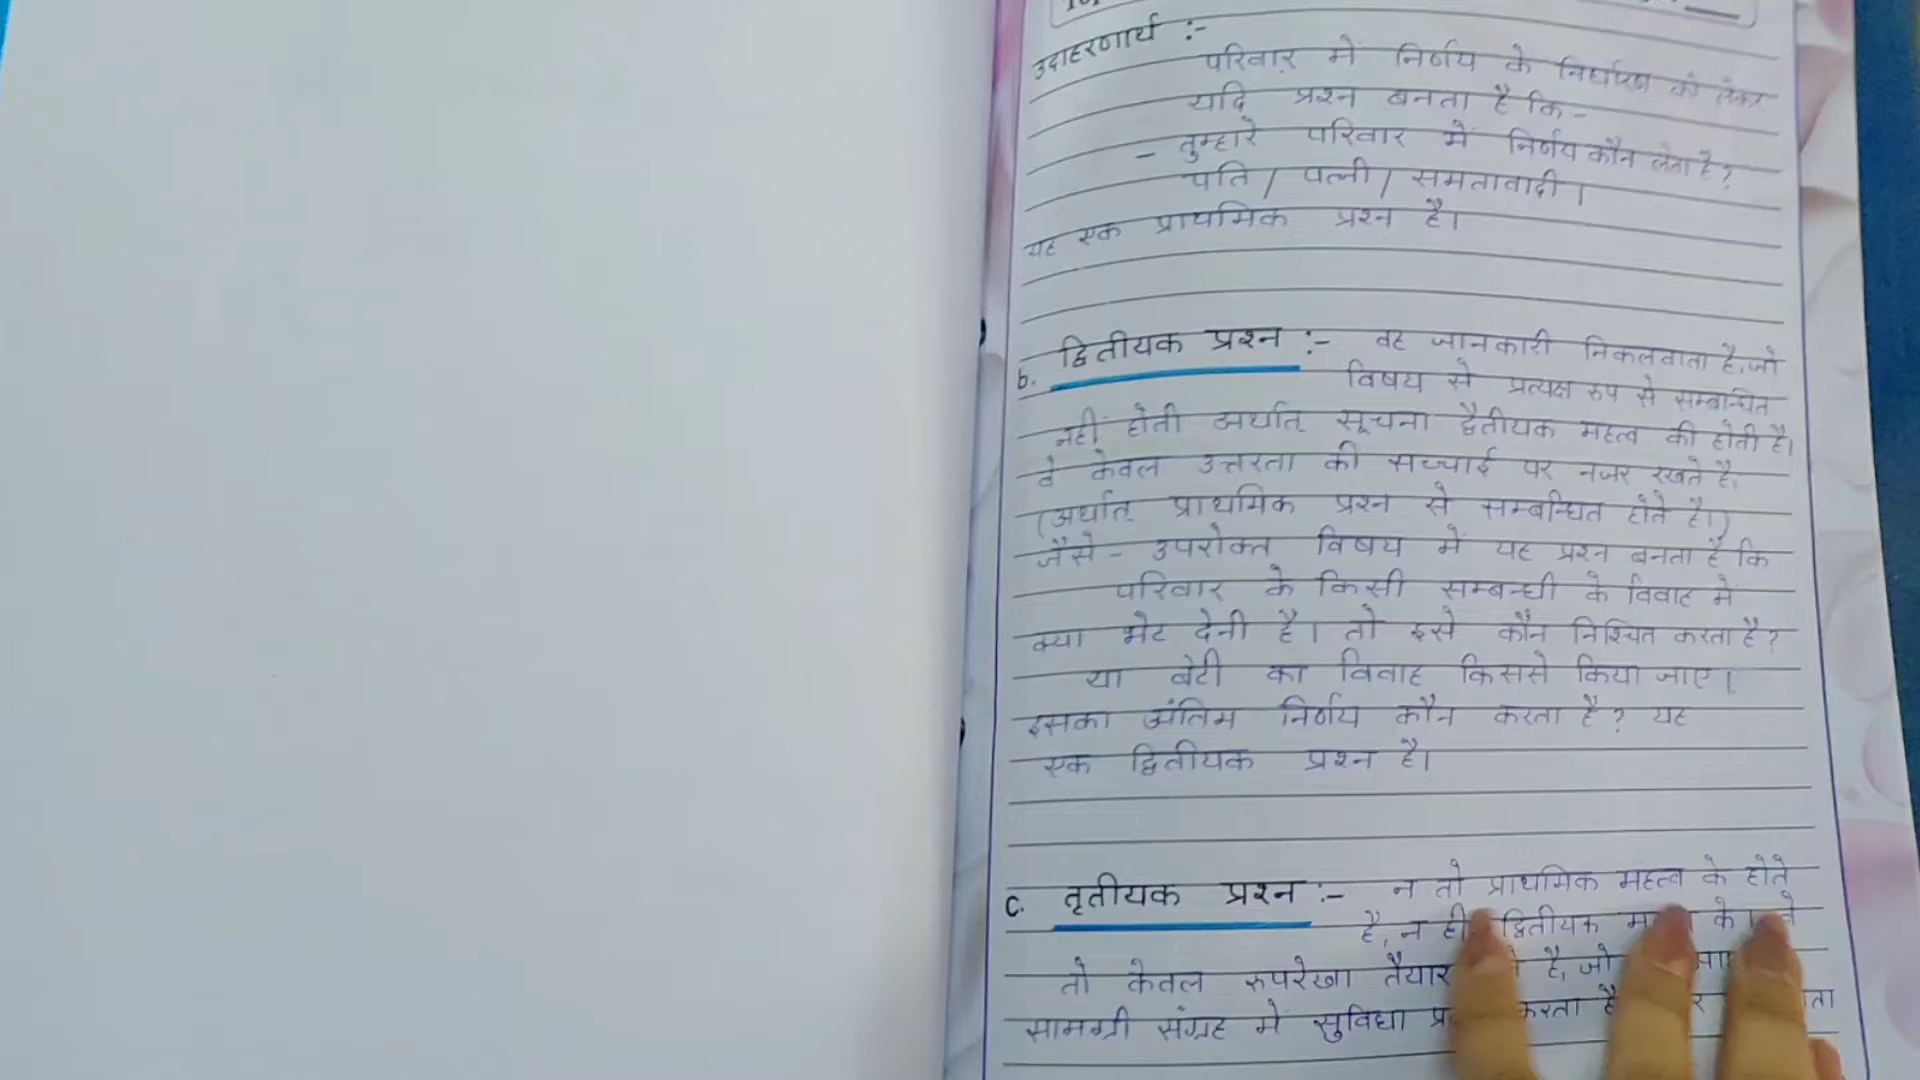 उदाहरणार्थ :-
परिवार में निर्णय के निर्धारण को लेकर
यदि प्रश्न बनता है कि -
- तुम्हारे परिवार में निर्णय कौन लेता है?
पति / पत्नी / समतावादी।
यह एक प्राथमिक प्रश्न है।
b. द्वितीयक प्रश्न :- वह जानकारी निकलवाता है, जो
विषय से प्रत्यक्ष रूप से सम्बन्धित
नहीं होती अर्थात् सूचना द्वैतीयक महत्व की होती है।
वे केवल उत्तरता की सच्चाई पर नजर रखते है,
(अर्थात् प्राथमिक प्रश्न से सम्बन्धित होते है।)
जैसे - उपरोक्त विषय में यह प्रश्न बनता है कि
परिवार के किसी सम्बन्धी के विवाह में
क्या भेट देनी है। तो इसे कौन निश्चित करता है?
या बेटी का विवाह किससे किया जाए।
इसका अंतिम निर्णय कौन करता है? यह
एक द्वितीयक प्रश्न है।
c. तृतीयक प्रश्न :- न तो प्राथमिक महत्व के होते
है, न ही द्वितीयक के। वे
तो केवल रूपरेखा तैयार है, जो
सामग्री संग्रह में सुविधा करता है